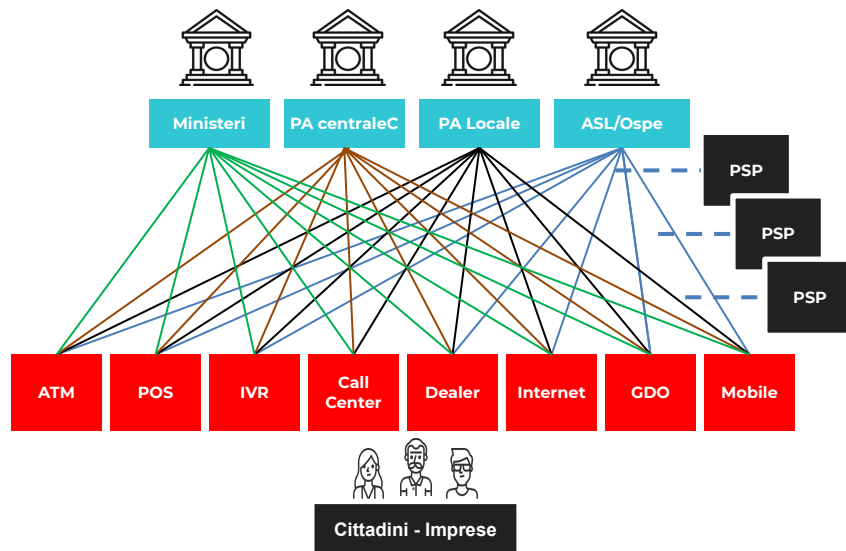 Ministeri
PA centraleC
PA Locale
ASL/Ospe
PSP
PSP
PSP
ATM
POS
IVR
Call
Center
Dealer
Internet
GDO
Mobile
Cittadini - Imprese